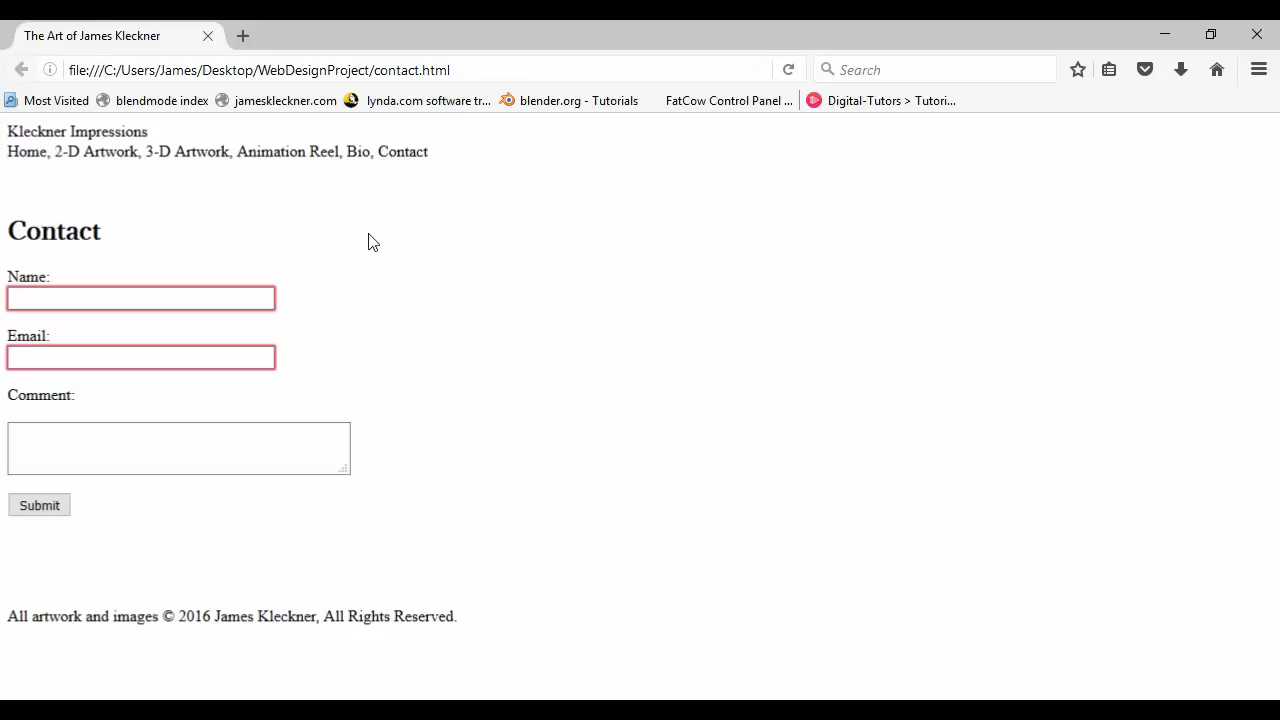 The Art of James Kleckner
file:///C:/Users/James/Desktop/WebDesignProject/contact.html
Search
Most Visited
Blendmode index
jameskleckner.com
lynda.com software tr...
blender.org - Tutorials
FatCow Control Panel ...
Digital-Tutors > Tutori...
Kleckner Impressions
Home, 2-D Artwork, 3-D Artwork, Animation Reel, Bio, Contact
Contact
Name:
Email:
Comment:
Submit
All artwork and images © 2016 James Kleckner, All Rights Reserved.